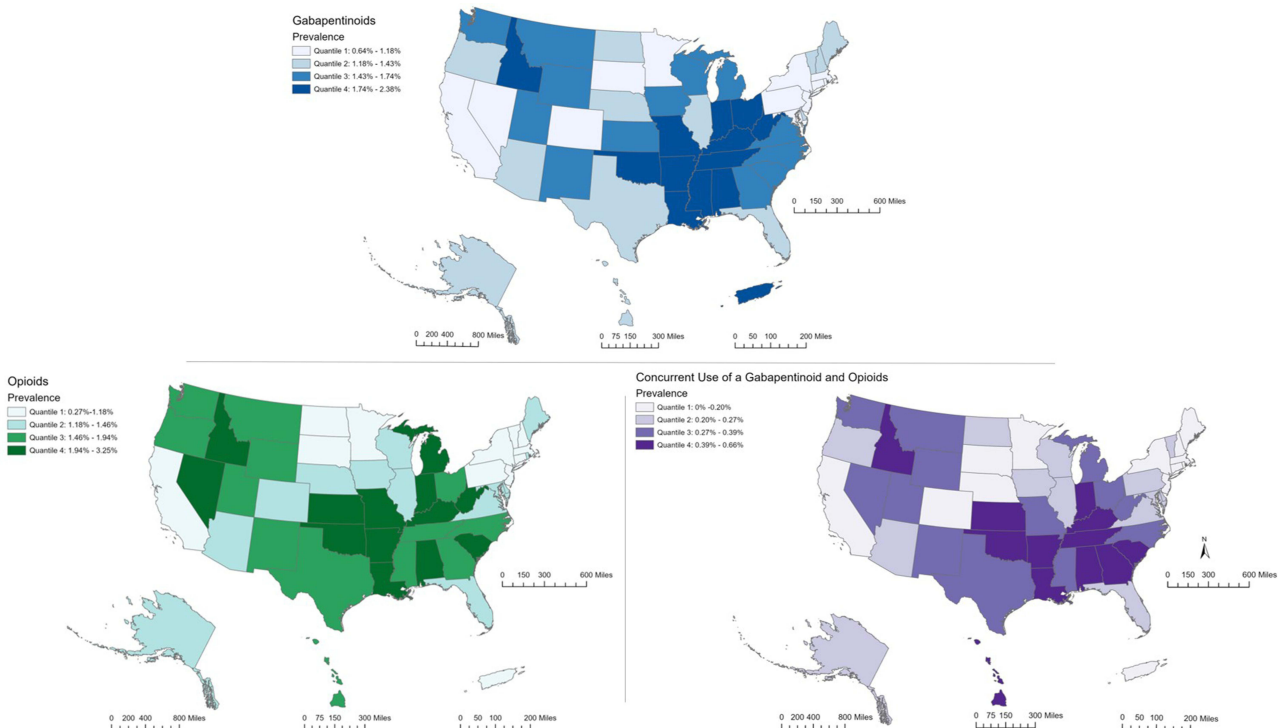 Gabapentinoids
Prevalence
Quantile 1: 0.64% - 1.18%
Quantile 2: 1.18% - 1.43%
Quantile 3: 1.43% - 1.74%
Quantile 4: 1.74% - 2.38%
0 150 300 600 Miles
0 200 400 800 Miles
0 75 150 300 Miles
0 50 100 200 Miles
Opioids
Prevalence
Quantile 1: 0.27%-1.18%
Quantile 2: 1.18% - 1.46%
Quantile 3: 1.46% - 1.94%
Quantile 4: 1.94% - 3.25%
0 150 300 600 Miles
0 200 400 800 Miles
0 75 150 300 Miles
0 50 100 200 Miles
Concurrent Use of a Gabapentinoid and Opioids
Prevalence
Quantile 1: 0% -0.20%
Quantile 2: 0.20% - 0.27%
Quantile 3: 0.27% - 0.39%
Quantile 4: 0.39% - 0.66%
N
0 150 300 600 Miles
0 200 400 800 Miles
0 75 150 300 Miles
0 50 100 200 Miles